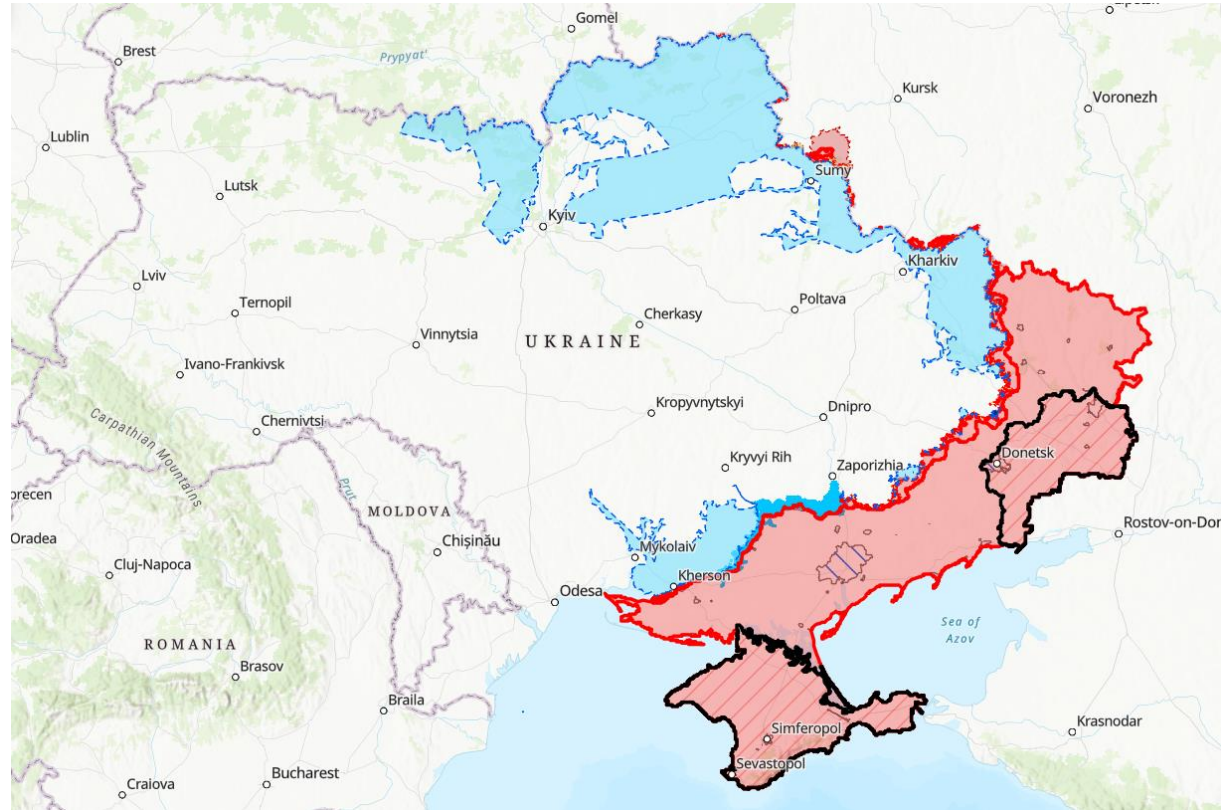 Gomel
Brest
Prypyat'
Kursk
Voronezh
Lublin
Lutsk
Sumy
Kyiv
Kharkiv
Lviv
Ternopil
Poltava
Cherkasy
Vinnytsia
UKRAINE
Ivano-Frankivsk
Kropyvnytskyi
Dnipro
Chernivtsi
Carpathian Mountains
Donetsk
Kryvyi Rih
Zaporizhia
Prut
MOLDOVA
Rostov-on-Don
Oradea
Chișinău
Mykolaiv
Cluj-Napoca
Kherson
Odesa
Sea of
Azov
ROMANIA
Brasov
Braila
Simferopol
Krasnodar
Sevastopol
Bucharest
Craiova